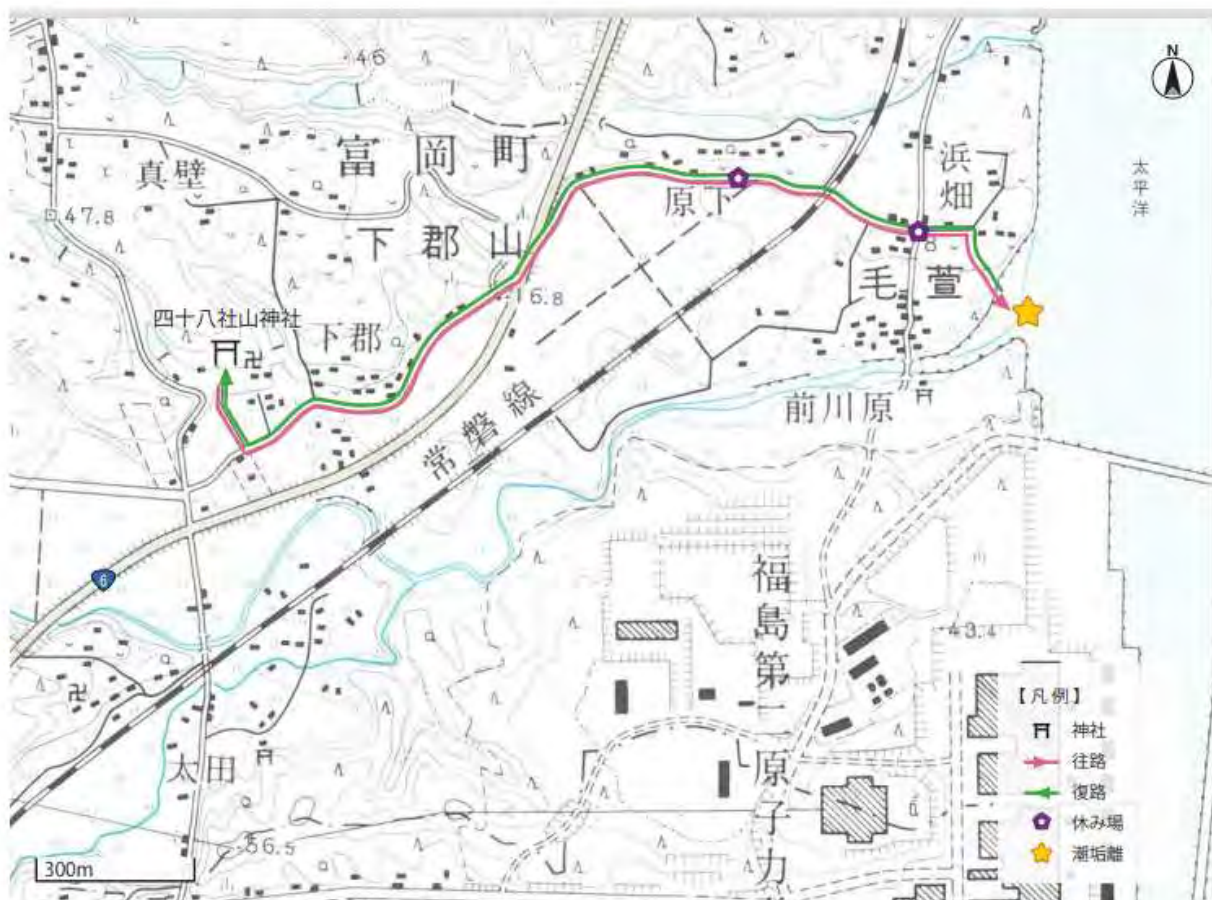 N
46
富岡町
浜畑
太平洋
真壁
47.8
原下
下郡山
毛萱
6.8
四十八社山神社
下郡
前川原
常磐線
6
福島第二原子力
43.4
【凡例】
神社
往路
復路
休み場
潮垢離
太田
56.5
300m